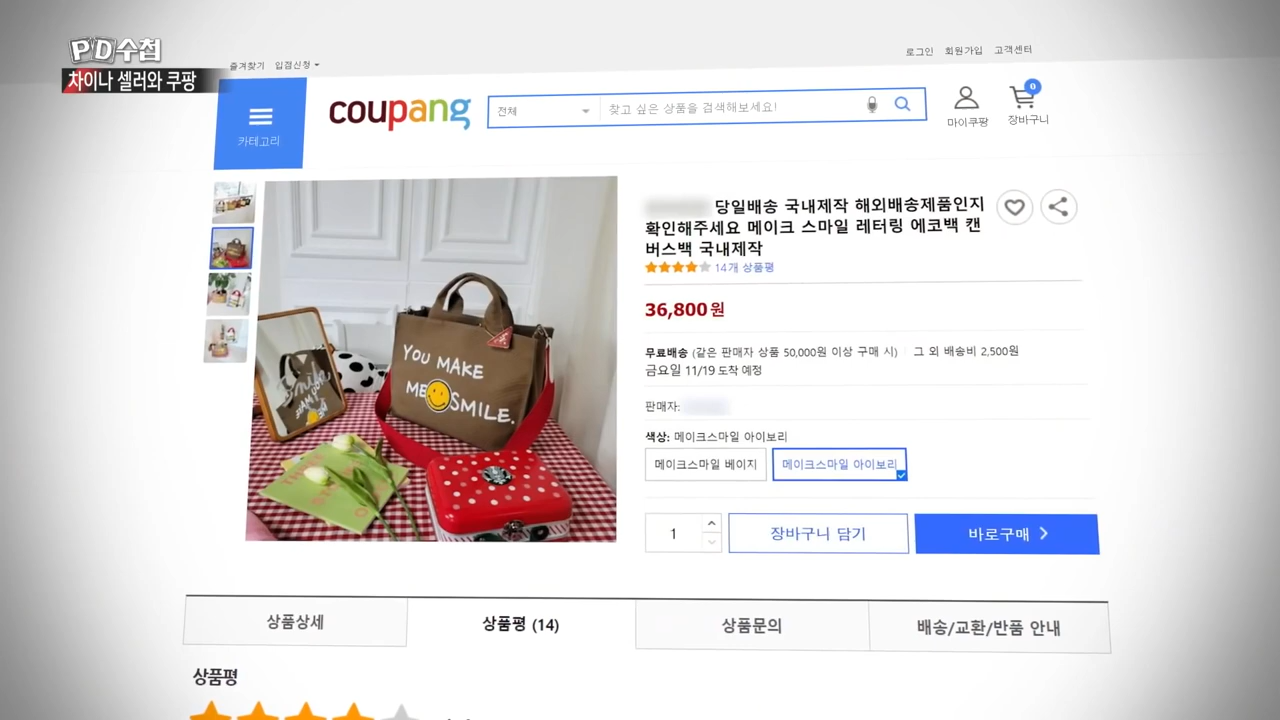 PD수첩
차이나 셀러와 쿠팡
즐겨찾기 입점신청
로그인 회원가입 고객센터
카테고리
coupang
전체
찾고 싶은 상품을 검색해보세요!
마이쿠팡
0
장바구니
당일배송 국내제작 해외배송제품인지
확인해주세요 메이크 스마일 레터링 에코백 캔
버스백 국내제작
14개 상품평
36,800원
무료배송 (같은 판매자 상품 50,000원 이상 구매 시) 그 외 배송비 2,500원
금요일 11/19 도착 예정
판매자:
색상: 메이크스마일 아이보리
메이크스마일 베이지
메이크스마일 아이보리
YOU MAKE
ME SMILE.
1
장바구니 담기
바로구매
상품상세
상품평 (14)
상품문의
배송/교환/반품 안내
상품평